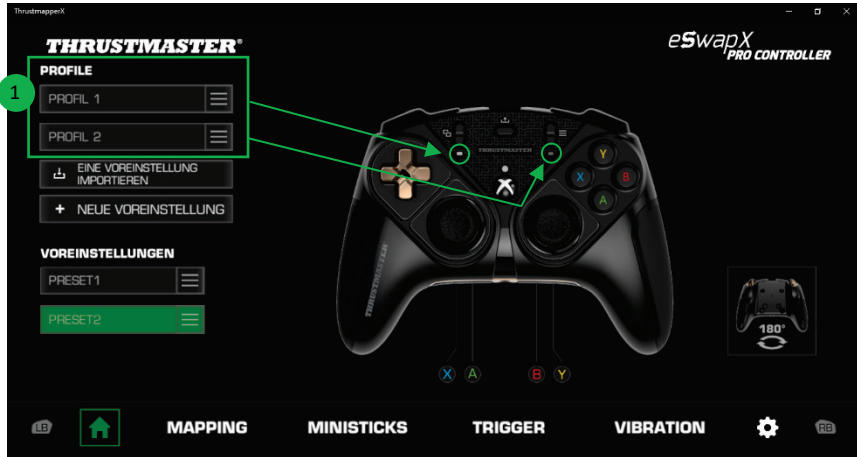 ThrustmapperX
THRUSTMASTER®
eSwapX
PRO CONTROLLER
PROFILE
1
PROFIL 1
PROFIL 2
EINE VOREINSTELLUNG
IMPORTIEREN
+ NEUE VOREINSTELLUNG
VOREINSTELLUNGEN
PRESET1
PRESET2
THRUSTMASTER
Y
X
B
A
THRUSTMASTER
X A B Y
180°
LB
MAPPING
MINISTICKS
TRIGGER
VIBRATION
RB